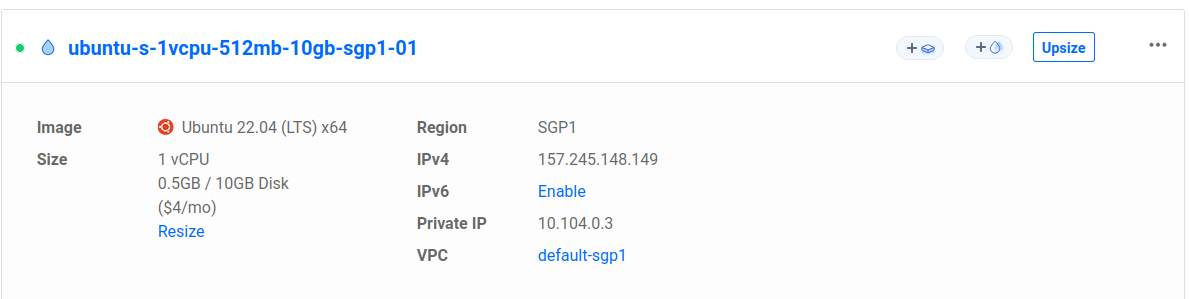 ubuntu-s-1vcpu-512mb-10gb-sgp1-01
Upsize
Image Ubuntu 22.04 (LTS) x64
Size 1 vCPU
0.5GB / 10GB Disk
($4/mo)
Resize
Region SGP1
IPv4 157.245.148.149
IPv6 Enable
Private IP 10.104.0.3
VPC default-sgp1